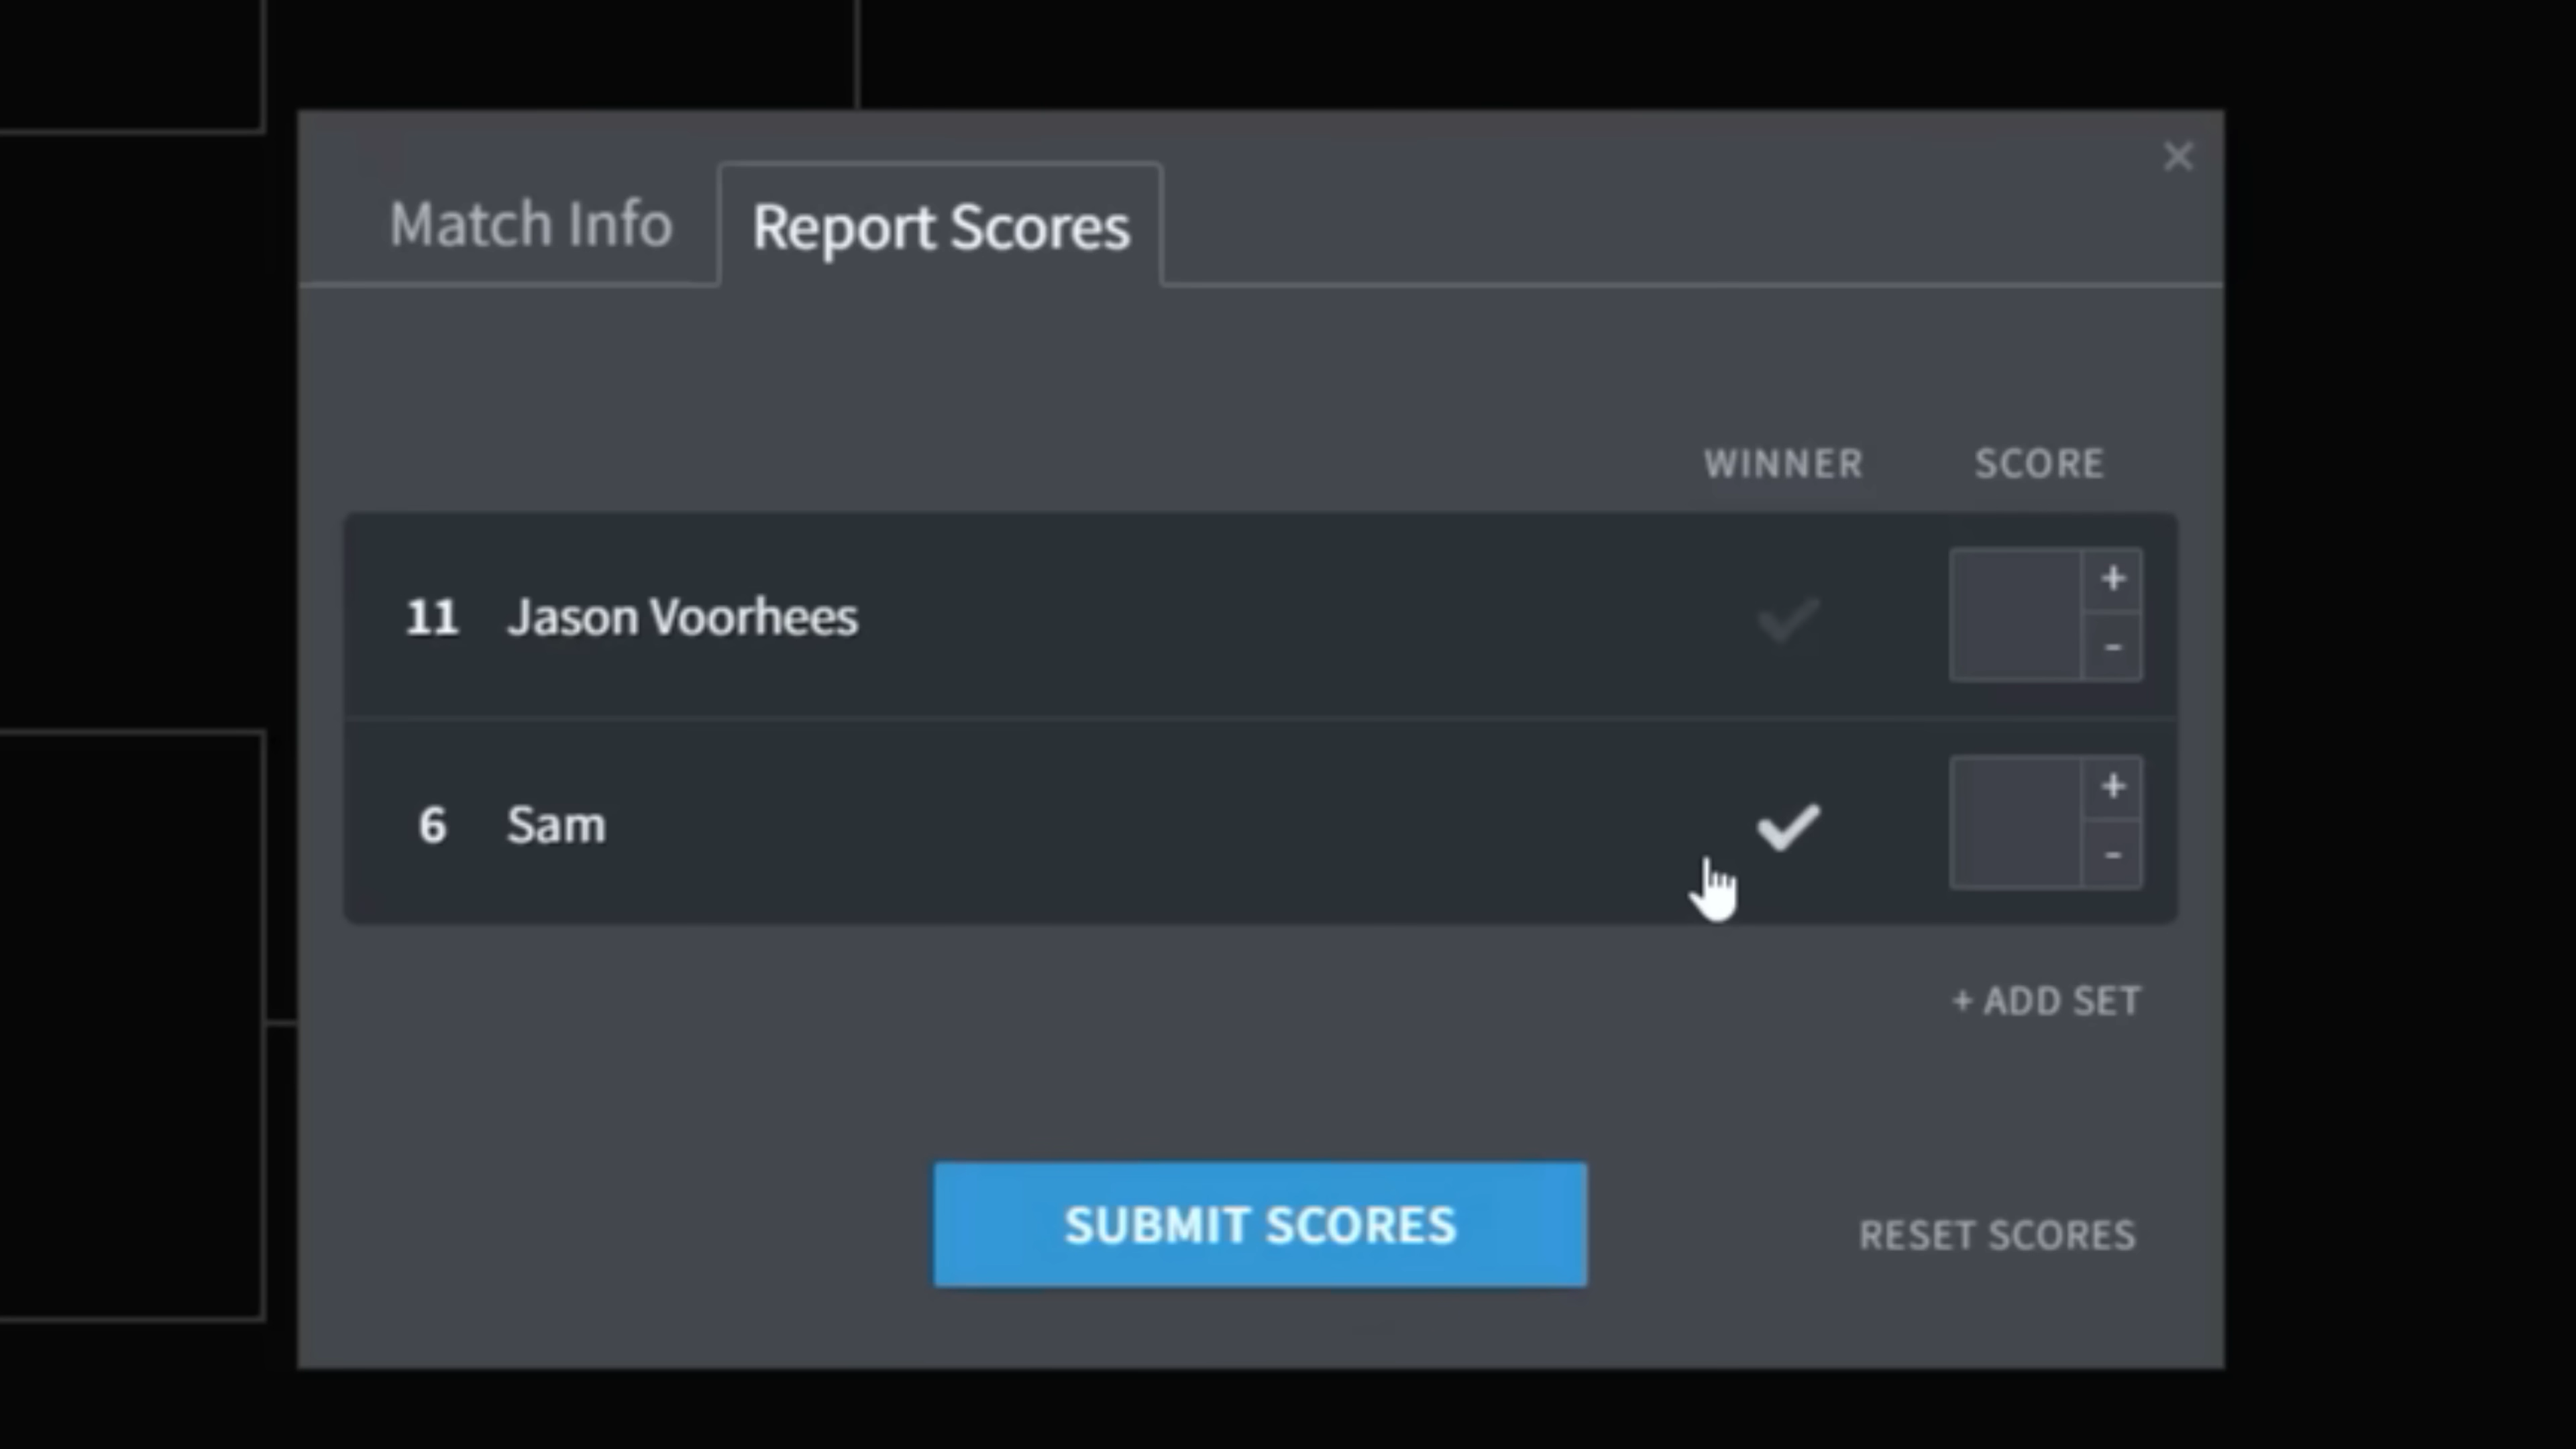 Match Info
Report Scores
WINNER SCORE
11 Jason Voorhees
+
-
6 Sam
+
-
+ ADD SET
SUBMIT SCORES
RESET SCORES